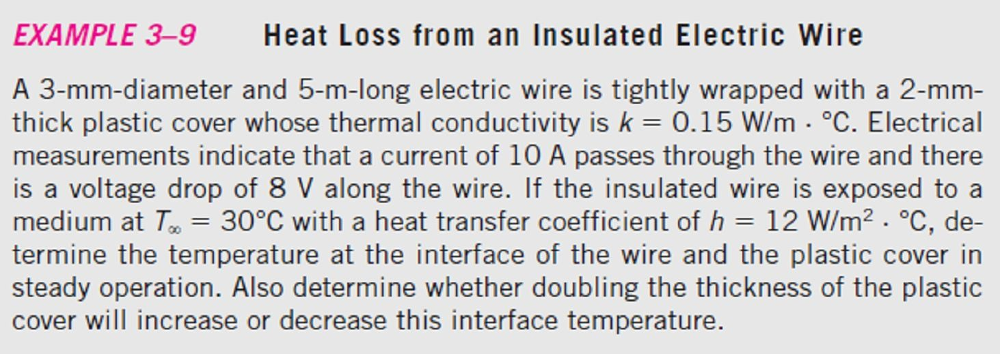 EXAMPLE 3–9 Heat Loss from an Insulated Electric Wire
A 3-mm-diameter and 5-m-long electric wire is tightly wrapped with a 2-mm-
thick plastic cover whose thermal conductivity is k = 0.15 W/m · °C. Electrical
measurements indicate that a current of 10 A passes through the wire and there
is a voltage drop of 8 V along the wire. If the insulated wire is exposed to a
medium at T∞ = 30°C with a heat transfer coefficient of h = 12 W/m² · °C, de-
termine the temperature at the interface of the wire and the plastic cover in
steady operation. Also determine whether doubling the thickness of the plastic
cover will increase or decrease this interface temperature.